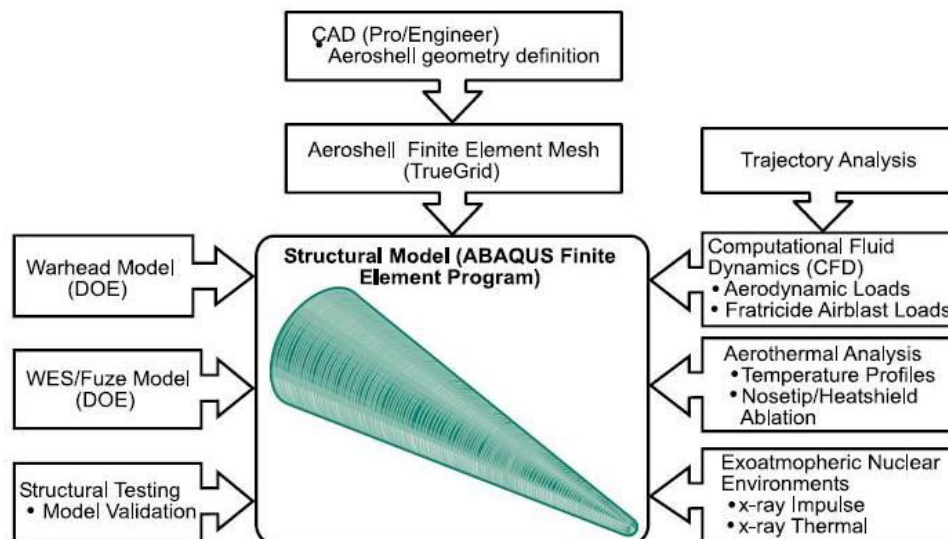 CAD (Pro/Engineer)
• Aeroshell geometry definition
Aeroshell Finite Element Mesh
(TrueGrid)
Trajectory Analysis
Warhead Model
(DOE)
WES/Fuze Model
(DOE)
Structural Testing
• Model Validation
Structural Model (ABAQUS Finite
Element Program)
Computational Fluid
Dynamics (CFD)
• Aerodynamic Loads
• Fratricide Airblast Loads
Aerothermal Analysis
• Temperature Profiles
• Nosetip/Heatshield
Ablation
Exoatmopheric Nuclear
Environments
• x-ray Impulse
• x-ray Thermal